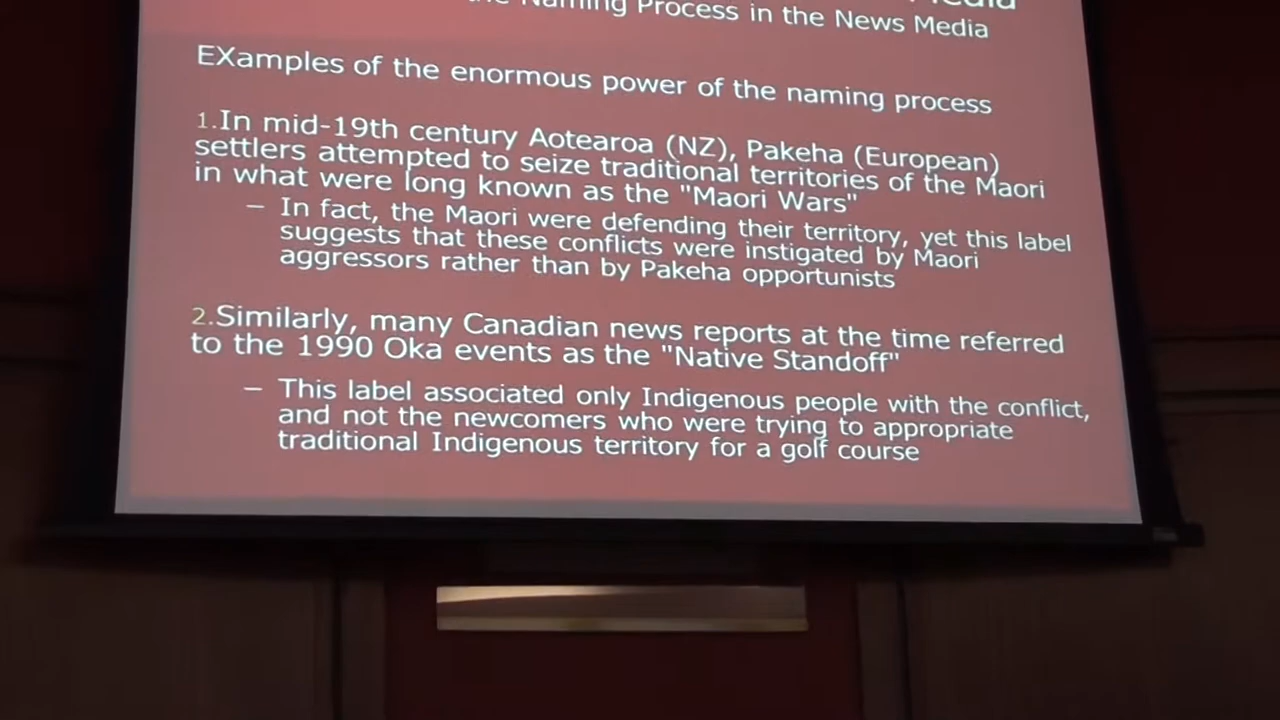 Naming Process in the News Media
EXamples of the enormous power of the naming process
1.In mid-19th century Aotearoa (NZ), Pakeha (European)
settlers attempted to seize traditional territories of the Maori
in what were long known as the "Maori Wars"
– In fact, the Maori were defending their territory, yet this label
suggests that these conflicts were instigated by Maori
aggressors rather than by Pakeha opportunists
2.Similarly, many Canadian news reports at the time referred
to the 1990 Oka events as the "Native Standoff"
– This label associated only Indigenous people with the conflict,
and not the newcomers who were trying to appropriate
traditional Indigenous territory for a golf course